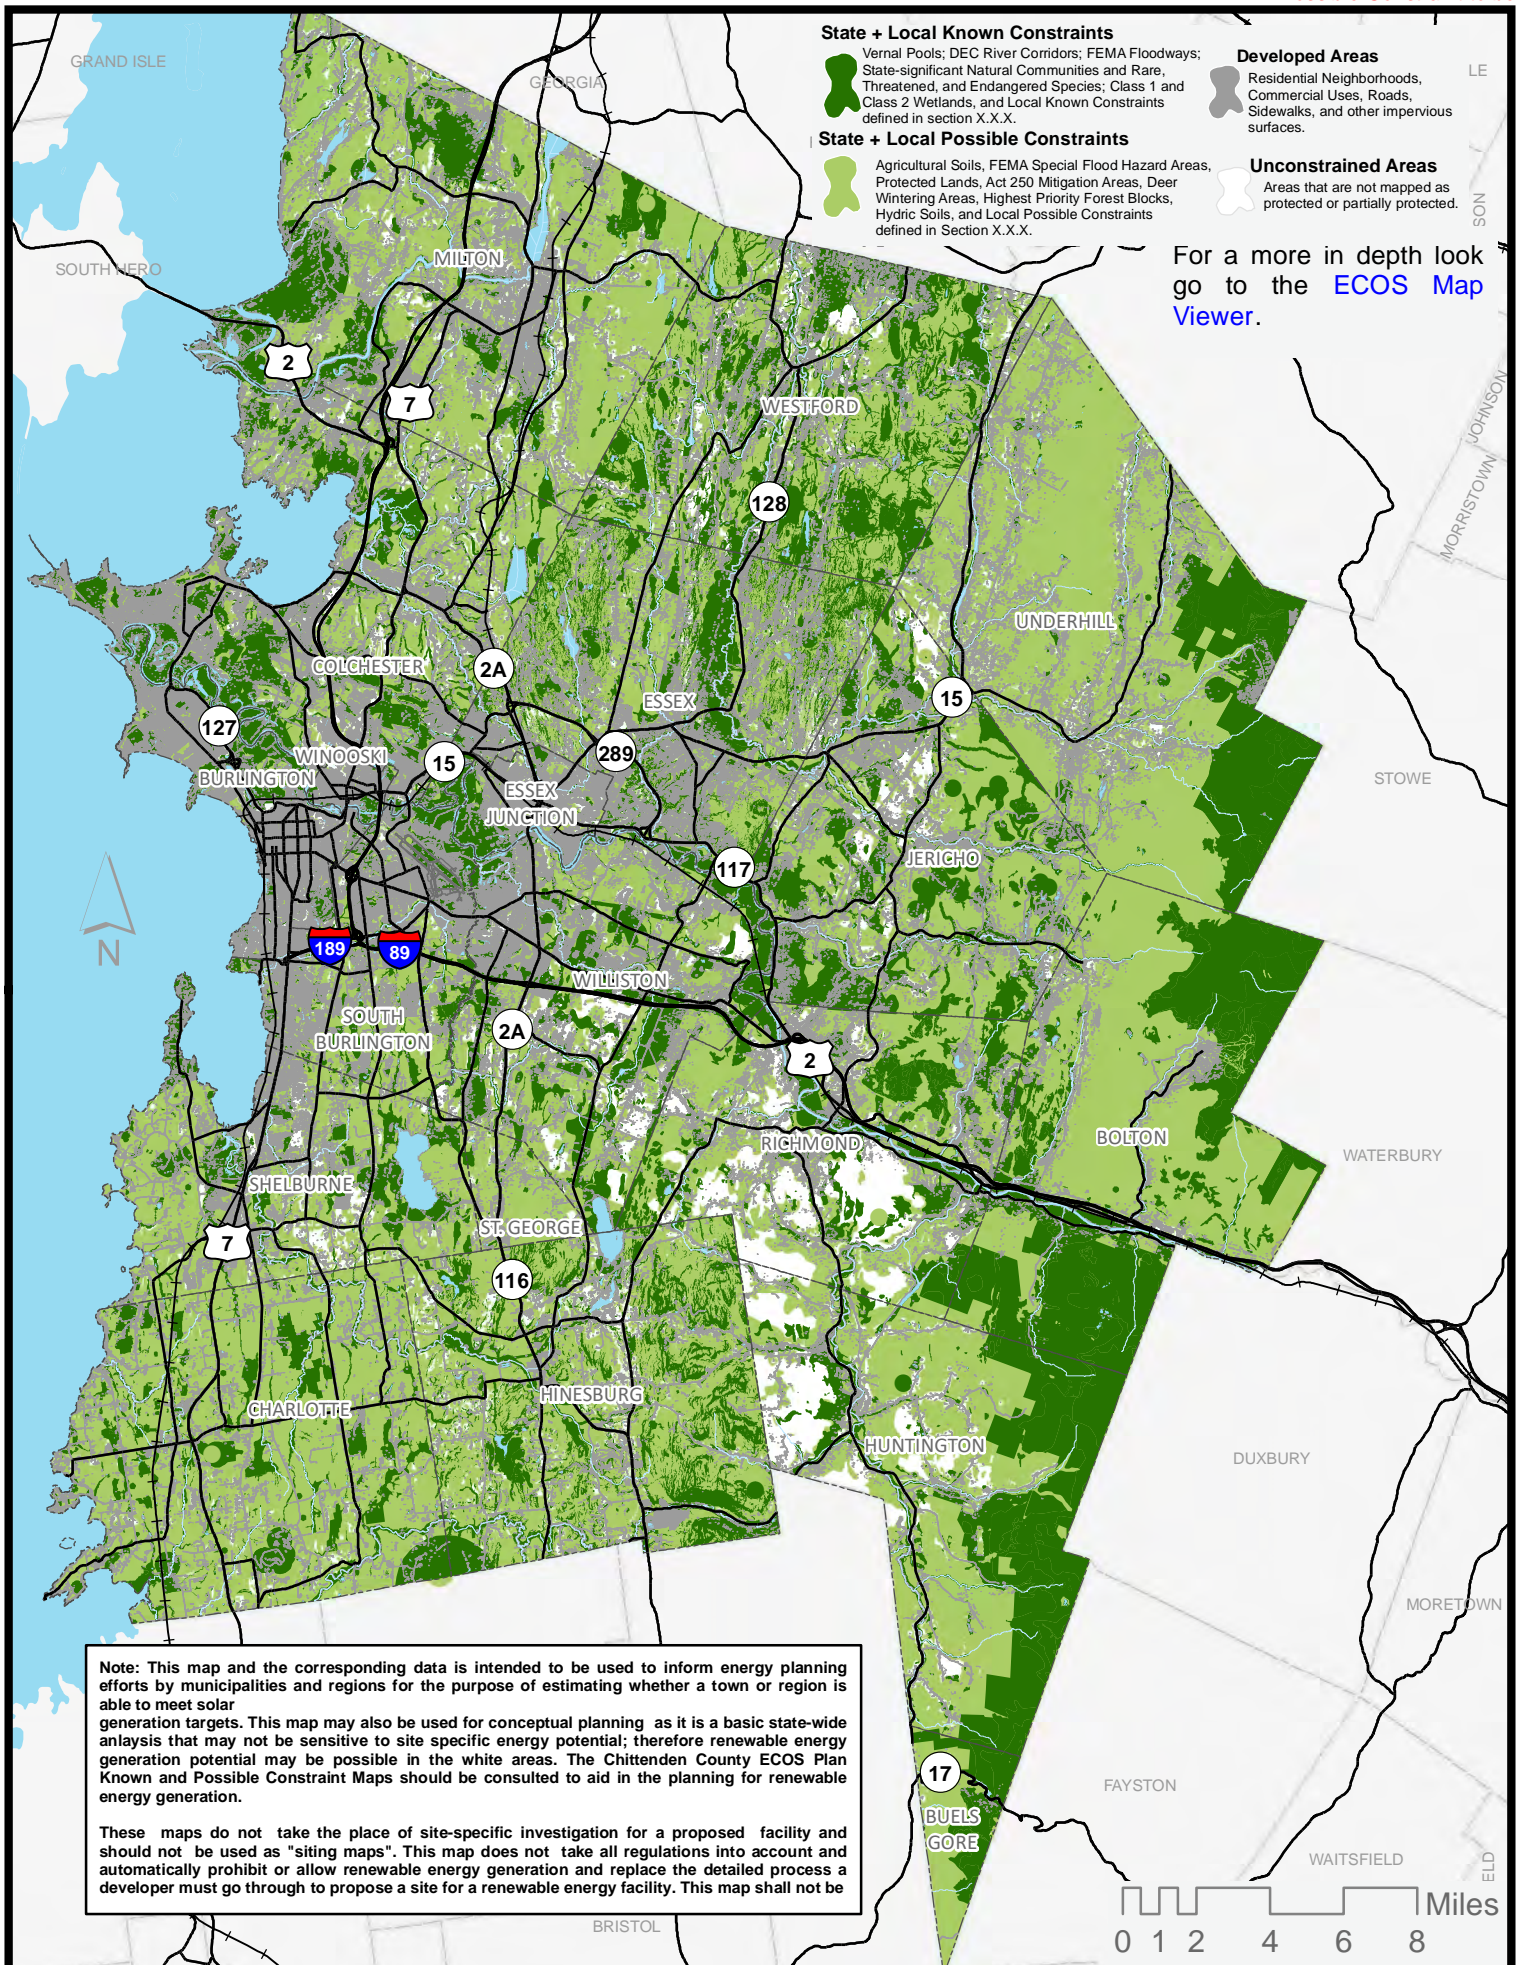 State + Local Known Constraints
Vernal Pools; DEC River Corridors; FEMA Floodways;
State-significant Natural Communities and Rare,
Threatened, and Endangered Species; Class 1 and
Class 2 Wetlands, and Local Known Constraints
defined in section X.X.X.
State + Local Possible Constraints
Agricultural Soils, FEMA Special Flood Hazard Areas,
Protected Lands, Act 250 Mitigation Areas, Deer
Wintering Areas, Highest Priority Forest Blocks,
Hydric Soils, and Local Possible Constraints
defined in Section X.X.X.
Developed Areas
Residential Neighborhoods,
Commercial Uses, Roads,
Sidewalks, and other impervious
surfaces.
Unconstrained Areas
Areas that are not mapped as
protected or partially protected.
For a more in depth look
go to the ECOS Map
Viewer.
GRAND ISLE
GEORGIA
LE
SON
SOUTH HERO
MILTON
2
7
WESTFORD
JOHNSON
MORRISTOWN
128
UNDERHILL
COLCHESTER
2A
ESSEX
15
127
WINOOSKI
15
289
BURLINGTON
ESSEX
JUNCTION
STOWE
117
JERICHO
N
189
89
WILLISTON
SOUTH
BURLINGTON
2A
2
RICHMOND
BOLTON
WATERBURY
SHELBURNE
ST. GEORGE
7
116
CHARLOTTE
HINESBURG
HUNTINGTON
DUXBURY
MORETOWN
17
BUELS
GORE
FAYSTON
WAITSFIELD
ELD
BRISTOL
Note: This map and the corresponding data is intended to be used to inform energy planning
efforts by municipalities and regions for the purpose of estimating whether a town or region is
able to meet solar
generation targets. This map may also be used for conceptual planning as it is a basic state-wide
anlaysis that may not be sensitive to site specific energy potential; therefore renewable energy
generation potential may be possible in the white areas. The Chittenden County ECOS Plan
Known and Possible Constraint Maps should be consulted to aid in the planning for renewable
energy generation.
These maps do not take the place of site-specific investigation for a proposed facility and
should not be used as "siting maps". This map does not take all regulations into account and
automatically prohibit or allow renewable energy generation and replace the detailed process a
developer must go through to propose a site for a renewable energy facility. This map shall not be
Miles
0 1 2 4 6 8